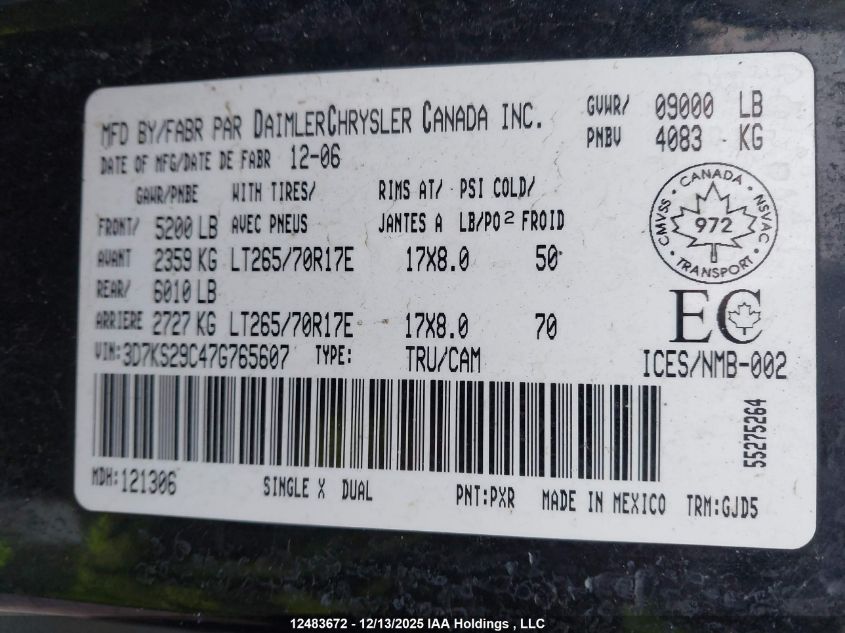 MFD BY/FABR PAR DAIMLERCHRYSLER CANADA INC.
GVWR/ 09000 LB
PNBV 4083 KG
DATE OF MFG/DATE DE FABR 12-06
GAWR/PNBE WITH TIRES/ RIMS AT/ PSI COLD/
FRONT/ 5200 LB AVEC PNEUS JANTES A LB/PO2 FROID
AVANT 2359 KG LT265/70R17E 17X8.0 50
REAR/ 6010 LB
ARRIERE 2727 KG LT265/70R17E 17X8.0 70
CANADA
CMVSS 972 NSVAC
TRANSPORT
EC
ICES/NMB-002
VIN:3D7KS29C47G765607 TYPE: TRU/CAM
55275264
MDH:121306 SINGLE X DUAL PNT:PXR MADE IN MEXICO TRM:GJD5
12483672 - 12/13/2025 IAA Holdings , LLC